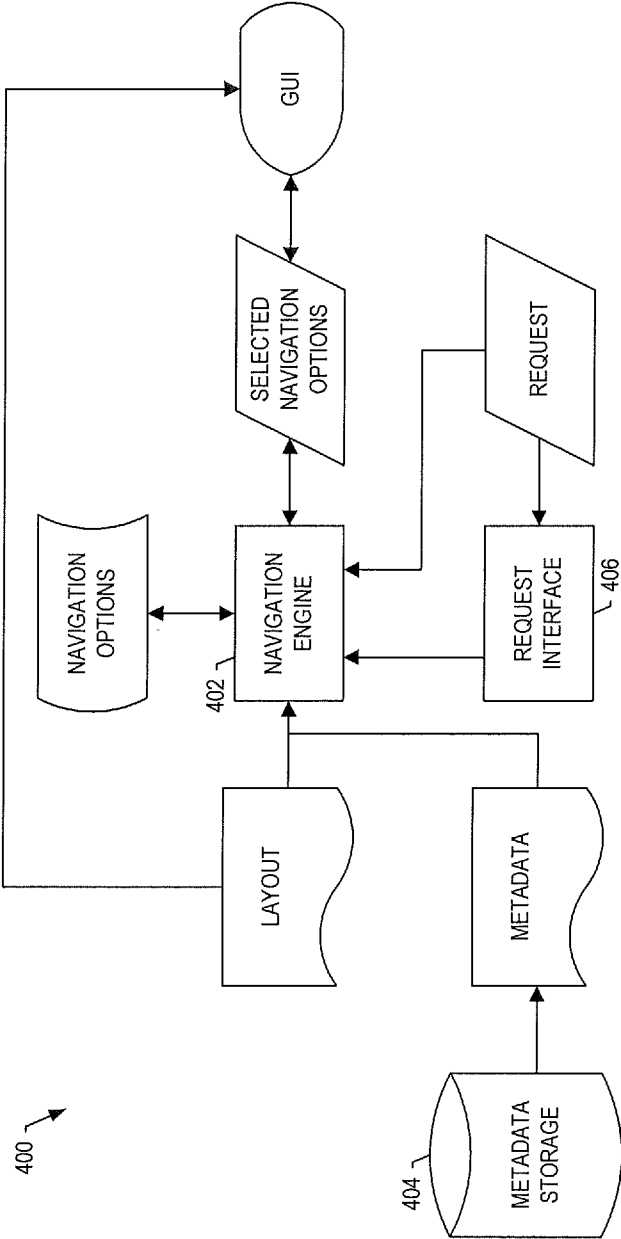 400
NAVIGATION
OPTIONS
LAYOUT
402
NAVIGATION
ENGINE
SELECTED
NAVIGATION
OPTIONS
GUI
404
METADATA
STORAGE
METADATA
REQUEST
INTERFACE
406
REQUEST